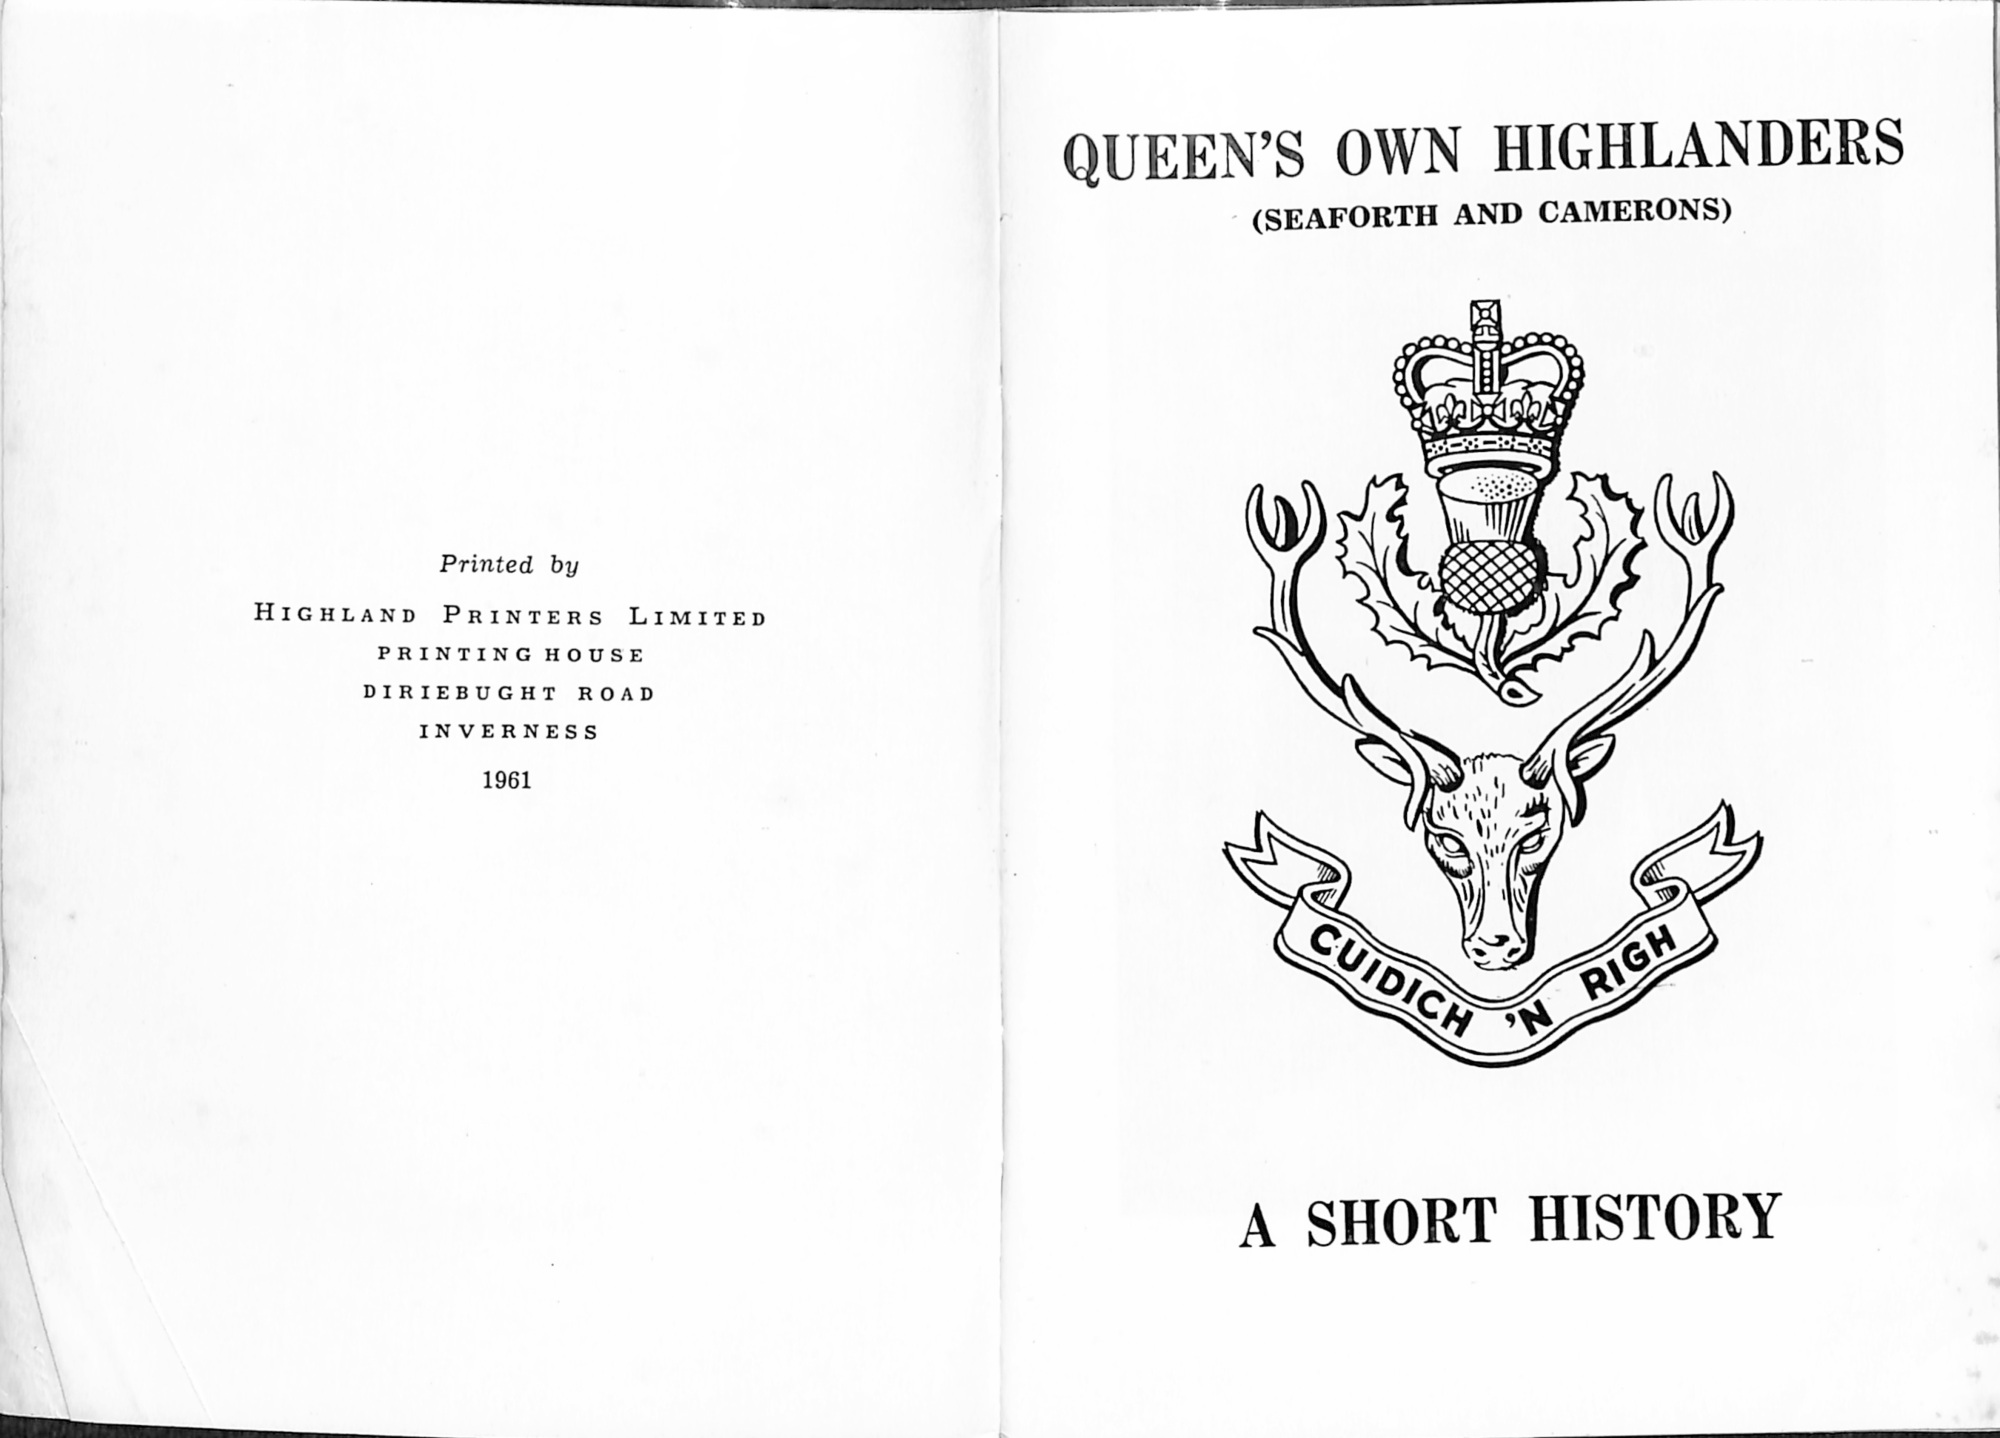 Printed by
HIGHLAND PRINTERS LIMITED
PRINTING HOUSE
DIRIEBUGHT ROAD
INVERNESS
1961
QUEEN'S OWN HIGHLANDERS
(SEAFORTH AND CAMERONS)
CUIDICH 'N RIGH
A SHORT HISTORY